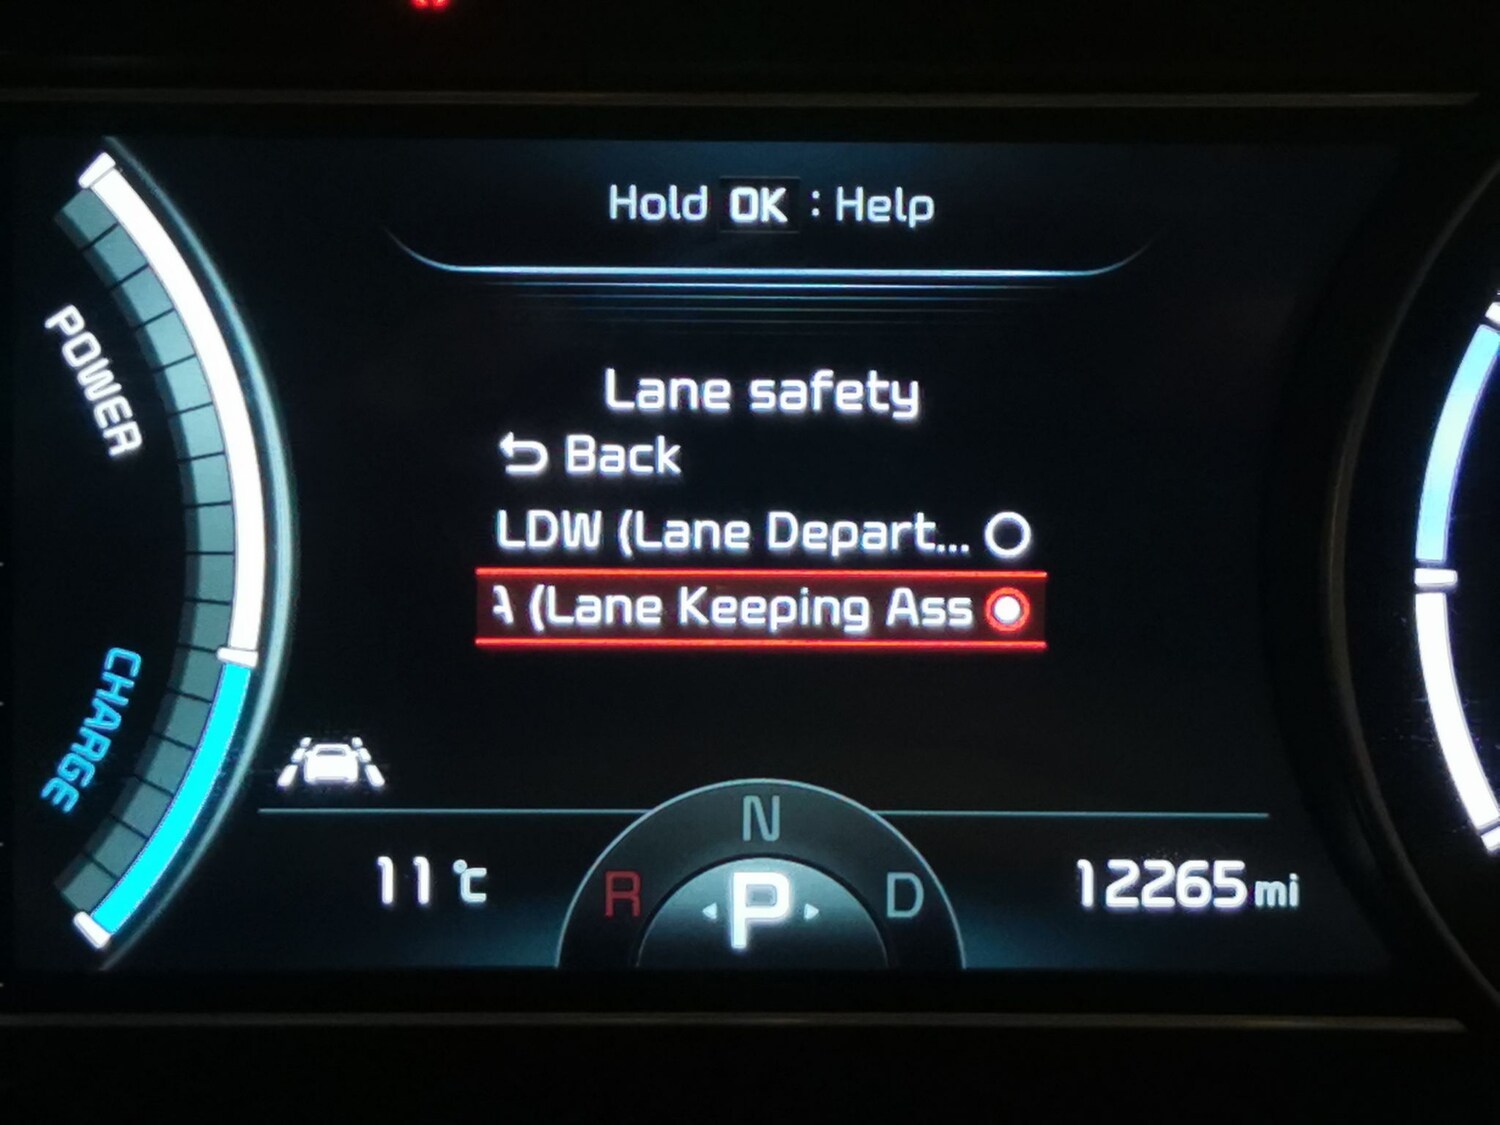 Hold OK : Help
Lane safety
Back
LDW (Lane Depart...
A (Lane Keeping Ass
POWER
CHARGE
11 °C
R N D
P
12265 mi